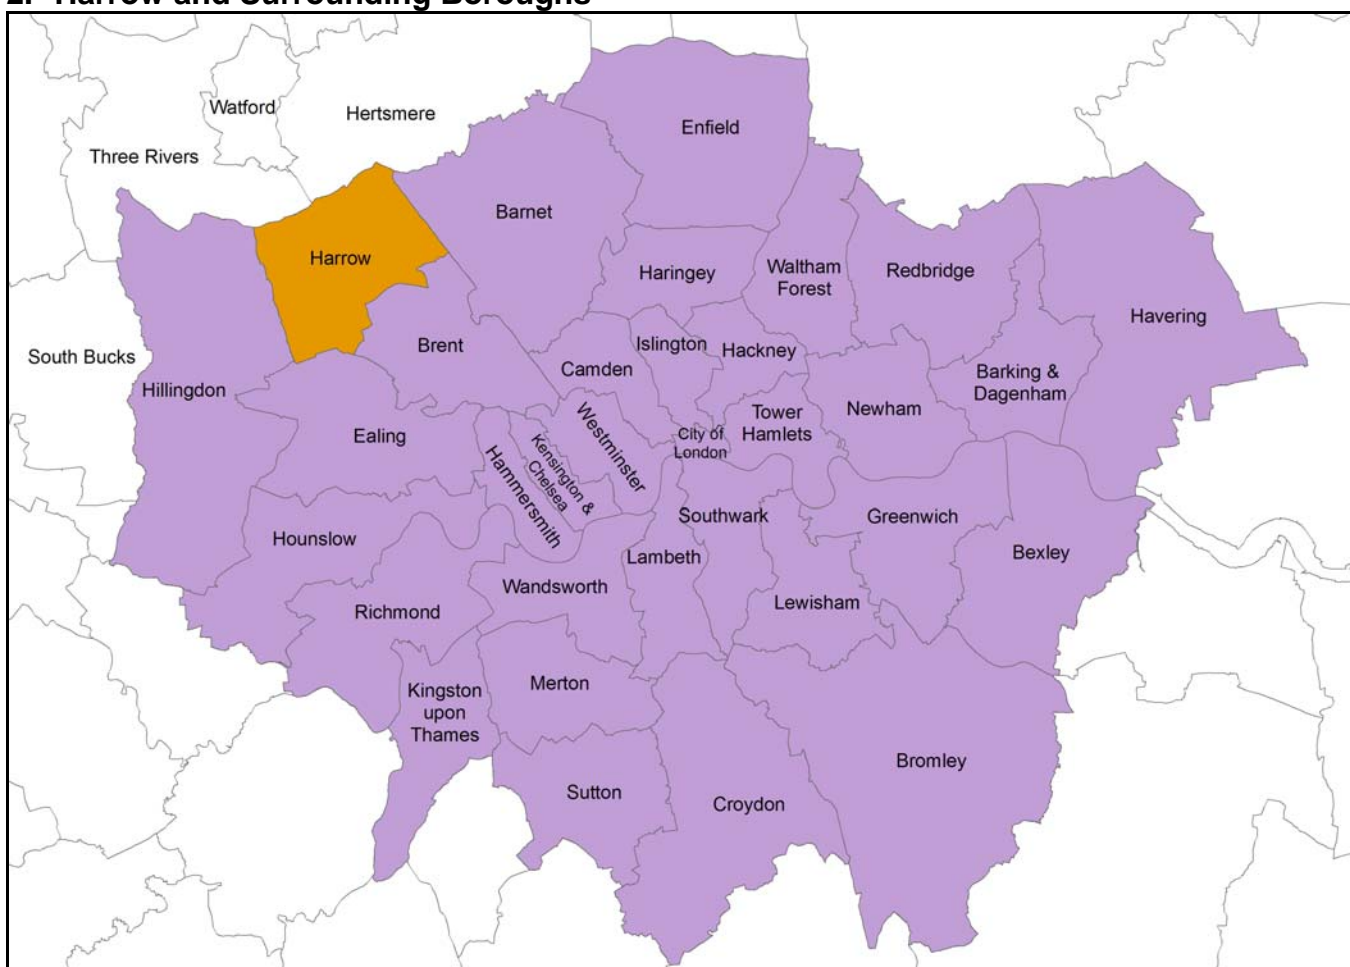 2. Harrow and Surrounding Boroughs
Watford
Hertsmere
Enfield
Three Rivers
Barnet
Harrow
Haringey
Waltham
Forest
Redbridge
Havering
South Bucks
Hillingdon
Brent
Camden
Islington
Hackney
Barking &
Dagenham
Ealing
Hammersmith
Kensington &
Chelsea
Westminster
City of
London
Tower
Hamlets
Newham
Hounslow
Southwark
Greenwich
Bexley
Richmond
Wandsworth
Lambeth
Lewisham
Kingston
upon
Thames
Merton
Sutton
Croydon
Bromley